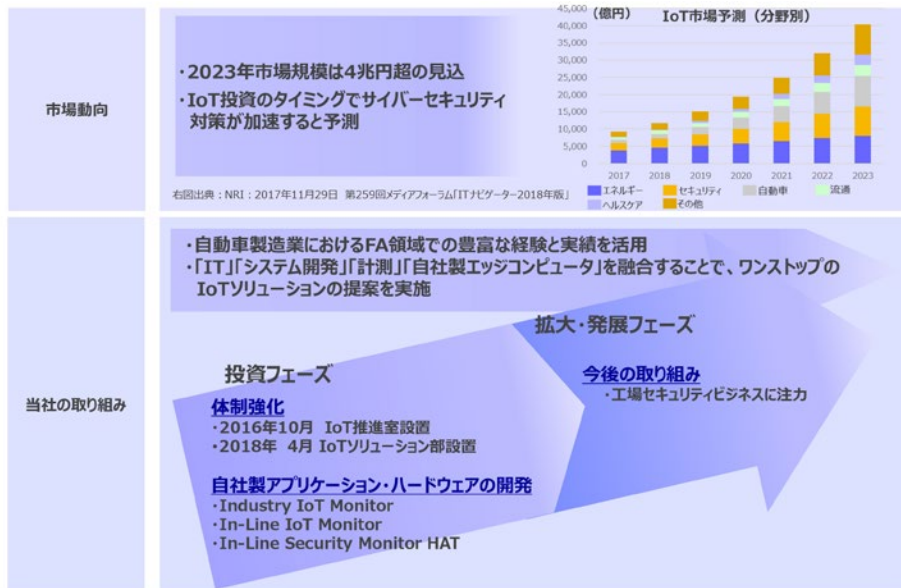 市場動向
・2023年市場規模は4兆円超の見込
・IoT投資のタイミングでサイバーセキュリティ
対策が加速すると予測
右図出典：NRI：2017年11月29日 第259回メディアフォーラム「ITナビゲーター2018年版」
（億円）
IoT市場予測（分野別）
45,000
40,000
35,000
30,000
25,000
20,000
15,000
10,000
5,000
0
2017 2018 2019 2020 2021 2022 2023
エネルギー セキュリティ 自動車 流通
ヘルスケア その他
当社の取り組み
・自動車製造業におけるFA領域での豊富な経験と実績を活用
・「IT」「システム開発」「計測」「自社製エッジコンピュータ」を融合することで、ワンストップの
IoTソリューションの提案を実施
投資フェーズ
体制強化
・2016年10月 IoT推進室設置
・2018年 4月 IoTソリューション部設置
自社製アプリケーション・ハードウェアの開発
・Industry IoT Monitor
・In-Line IoT Monitor
・In-Line Security Monitor HAT
拡大・発展フェーズ
今後の取り組み
・工場セキュリティビジネスに注力